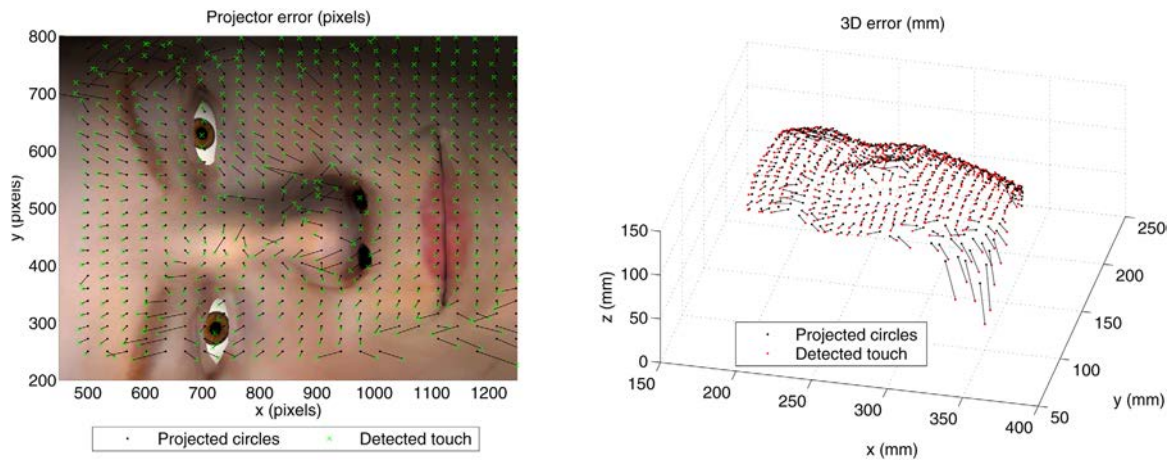 Projector error (pixels)
800
700
600
500
400
300
200
y (pixels)
500 600 700 800 900 1000 1100 1200
x (pixels)
Projected circles Detected touch
3D error (mm)
150
100
50
0
z (mm)
150 200 250 300 350 400
x (mm)
50
100
150
200
2500
y (mm)
Projected circles
Detected touch